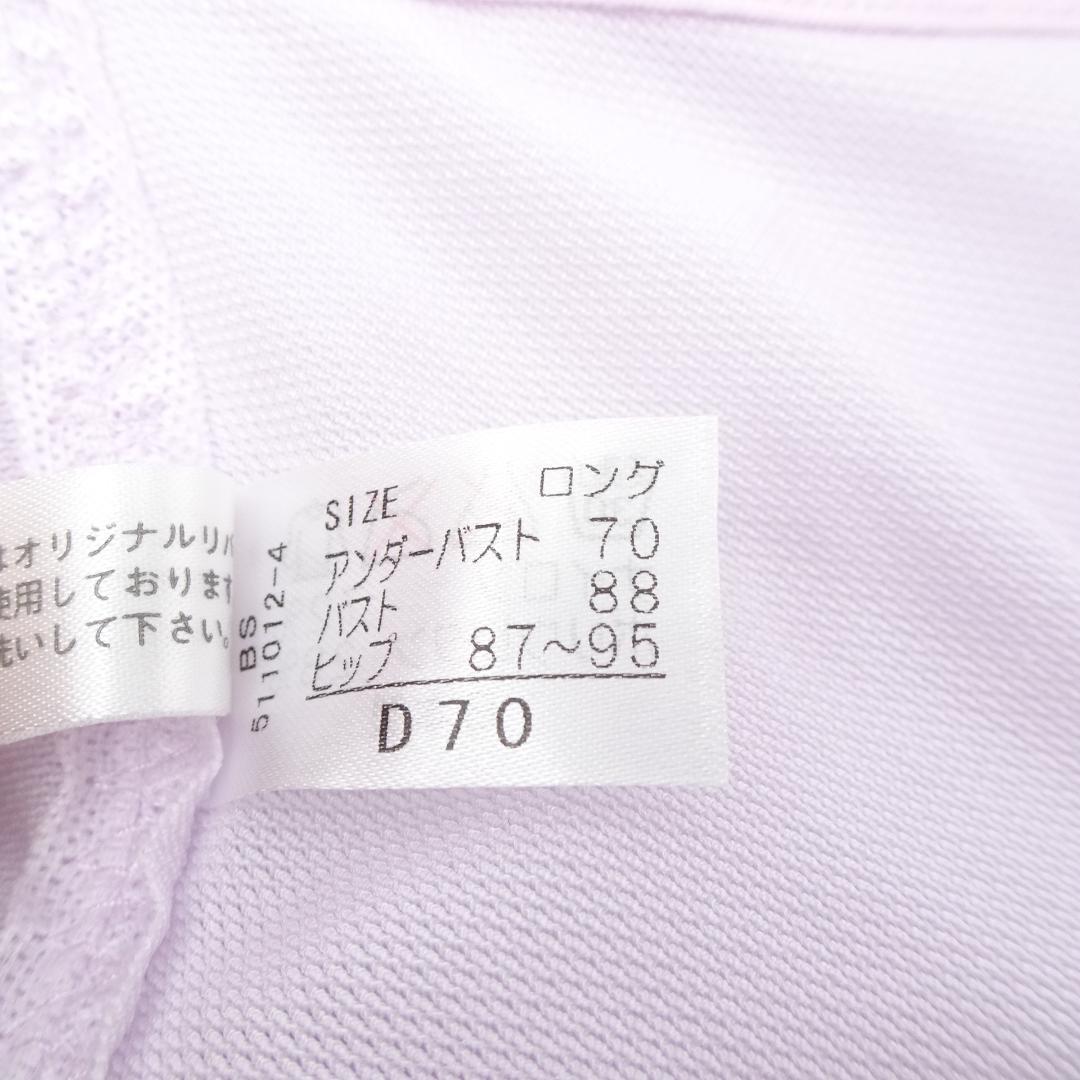 はオリジナルリバ
使用しております
洗いして下さい。
BS
511012-4
ロング
SIZE
アンダーバスト 70
バスト 88
ヒップ 87~95
D70